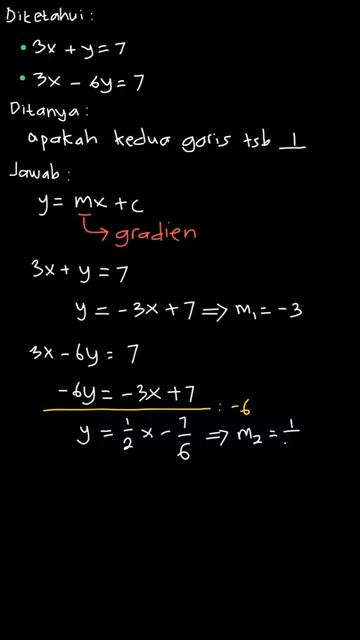 Diketahui :
• 3x + y = 7
• 3x - 6y = 7
Ditanya :
apakah kedua garis tsb ⊥
Jawab :
y = mx + c
↳ gradien
3x + y = 7
y = -3x + 7 ⟹ m₁ = -3
3x - 6y = 7
-6y = -3x + 7
: -6
y = 1/2 x - 7/6 ⟹ m₂ = 1/